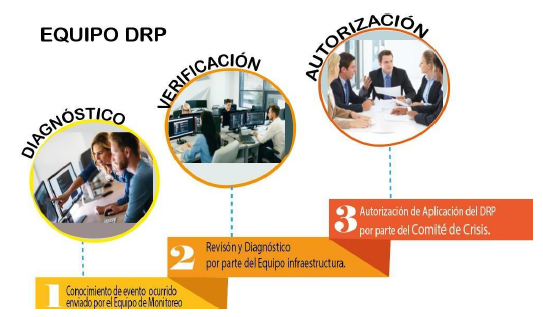 EQUIPO DRP
DIAGNÓSTICO
VERIFICACIÓN
AUTORIZACIÓN
1 Conocimiento de evento ocurrido
enviado por el Equipo de Monitoreo
2 Revisón y Diagnóstico
por parte del Equipo infraestructura.
3 Autorización de Aplicación del DRP
por parte del Comité de Crisis.